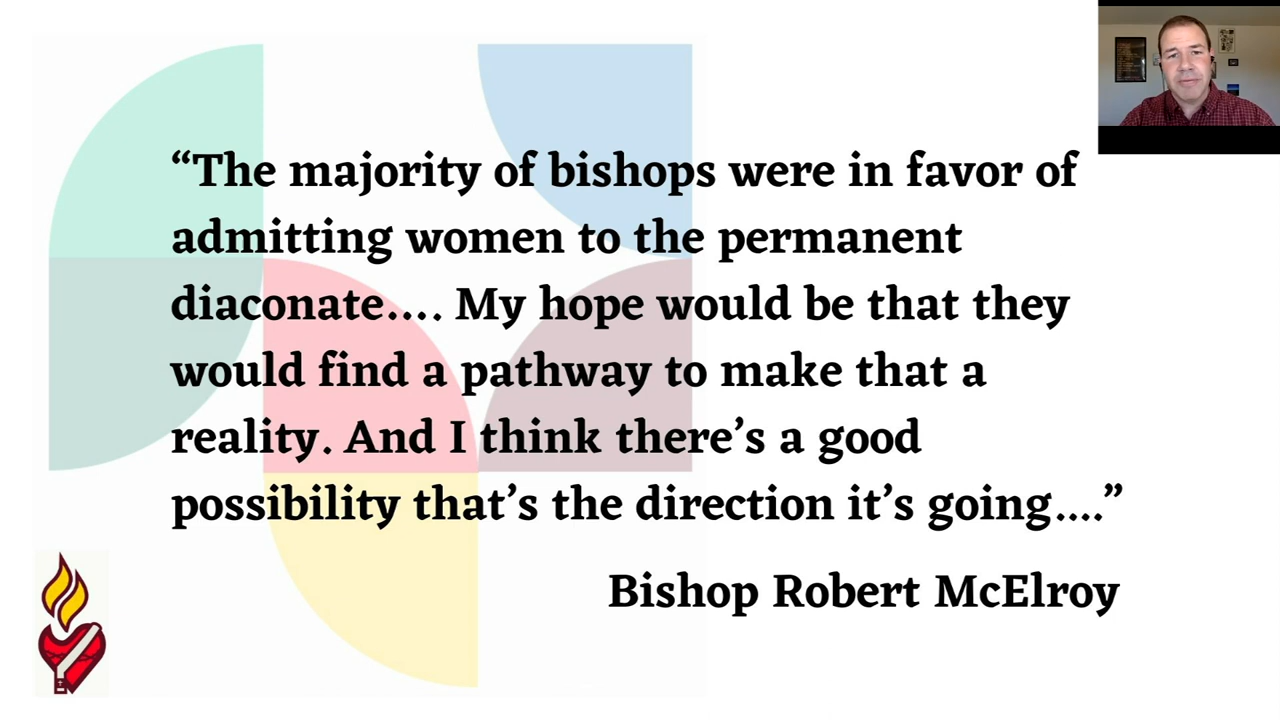 “The majority of bishops were in favor of
admitting women to the permanent
diaconate.... My hope would be that they
would find a pathway to make that a
reality. And I think there’s a good
possibility that’s the direction it’s going....”
Bishop Robert McElroy